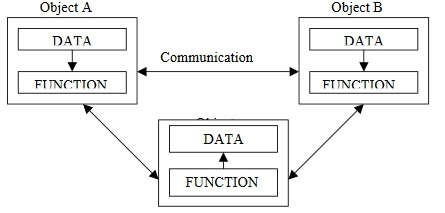 Object A Object B
DATA DATA
Communication
FUNCTION FUNCTION
DATA
FUNCTION